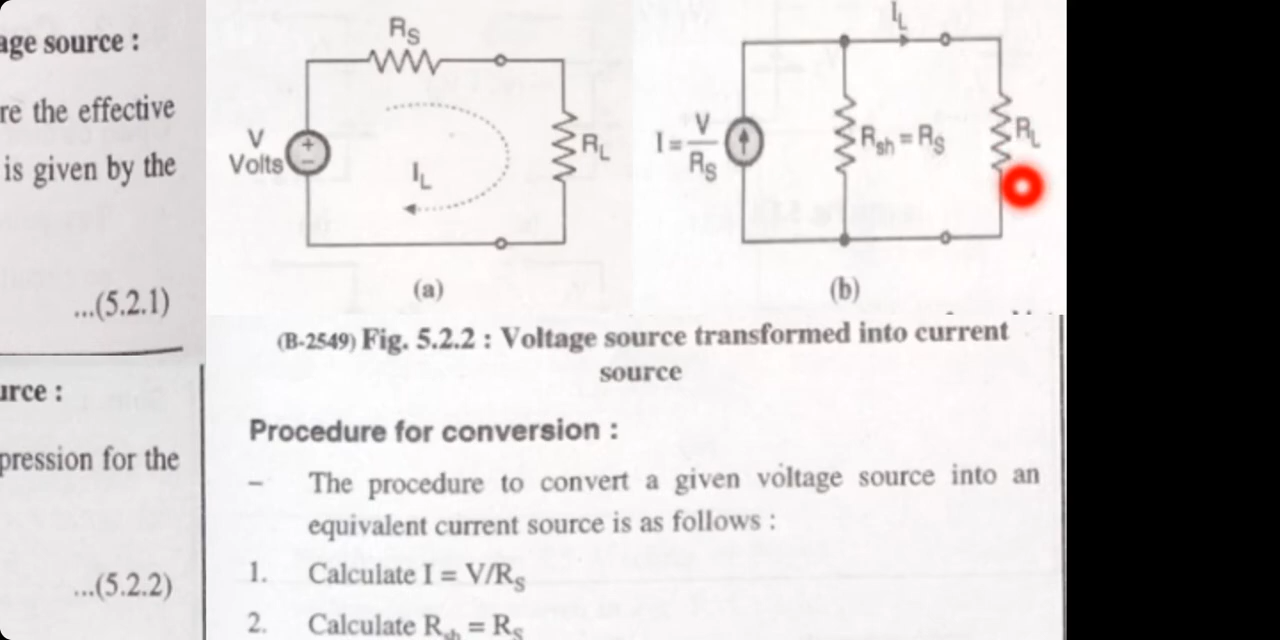 age source :
re the effective
is given by the
...(5.2.1)
urce :
pression for the
...(5.2.2)
RS
V
Volts
+
−
IL
RL
(a)
IL
I = V/RS
Rsh = RS
RL
(b)
(B-2549) Fig. 5.2.2 : Voltage source transformed into current
source
Procedure for conversion :
– The procedure to convert a given voltage source into an
equivalent current source is as follows :
1. Calculate I = V/RS
2. Calculate Rsh = RS